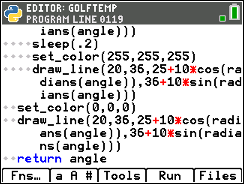 EDITOR: GOLFTEMP
PROGRAM LINE 0119
ians(angle)))
sleep(.2)
set_color(255,255,255)
draw_line(20,36,25+10*cos(ra
dians(angle)),36+10*sin(radi
ans(angle)))
set_color(0,0,0)
draw_line(20,36,25+10*cos(radi
ans(angle)),36+10*sin(radia
ns(angle)))
return angle
Fns… a A # Tools Run Files